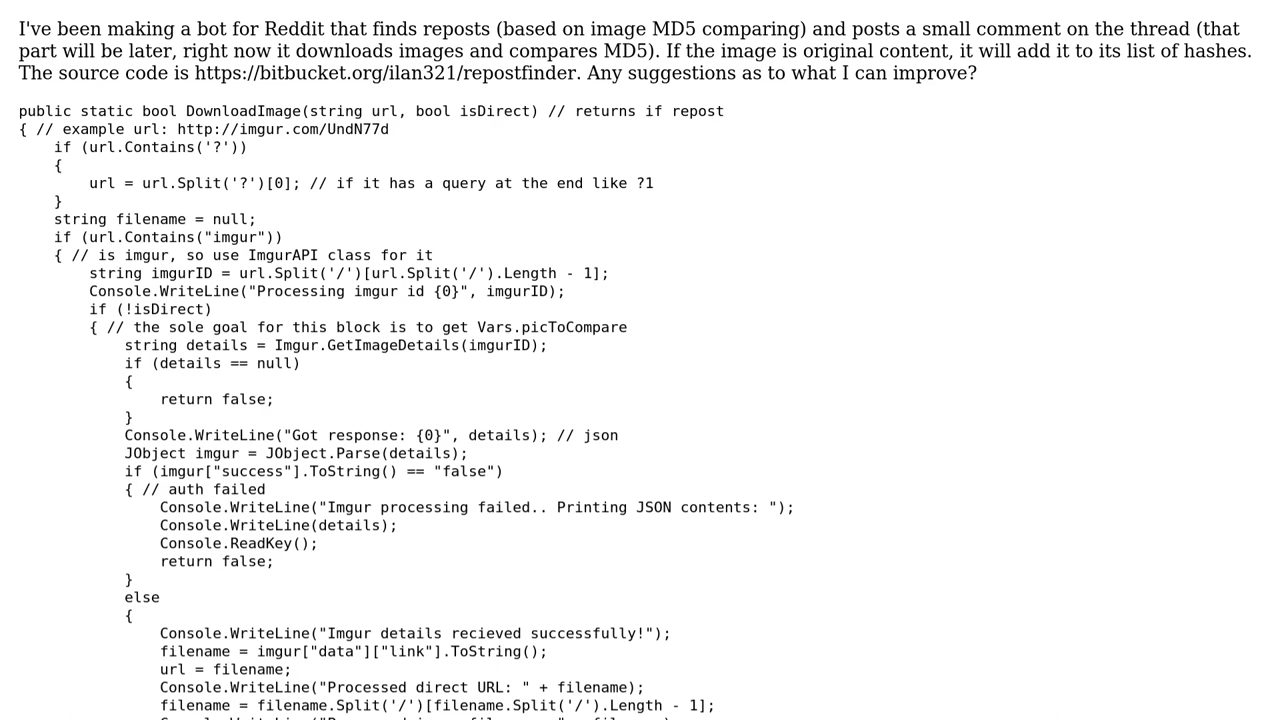 I've been making a bot for Reddit that finds reposts (based on image MD5 comparing) and posts a small comment on the thread (that
part will be later, right now it downloads images and compares MD5). If the image is original content, it will add it to its list of hashes.
The source code is https://bitbucket.org/ilan321/repostfinder. Any suggestions as to what I can improve?
public static bool DownloadImage(string url, bool isDirect) // returns if repost
{ // example url: http://imgur.com/UndN77d
    if (url.Contains('?'))
    {
        url = url.Split('?')[0]; // if it has a query at the end like ?1
    }
    string filename = null;
    if (url.Contains("imgur"))
    { // is imgur, so use ImgurAPI class for it
        string imgurID = url.Split('/')[url.Split('/').Length - 1];
        Console.WriteLine("Processing imgur id {0}", imgurID);
        if (!isDirect)
        { // the sole goal for this block is to get Vars.picToCompare
            string details = Imgur.GetImageDetails(imgurID);
            if (details == null)
            {
                return false;
            }
            Console.WriteLine("Got response: {0}", details); // json
            JObject imgur = JObject.Parse(details);
            if (imgur["success"].ToString() == "false")
            { // auth failed
                Console.WriteLine("Imgur processing failed.. Printing JSON contents: ");
                Console.WriteLine(details);
                Console.ReadKey();
                return false;
            }
            else
            {
                Console.WriteLine("Imgur details recieved successfully!");
                filename = imgur["data"]["link"].ToString();
                url = filename;
                Console.WriteLine("Processed direct URL: " + filename);
                filename = filename.Split('/')[filename.Split('/').Length - 1];